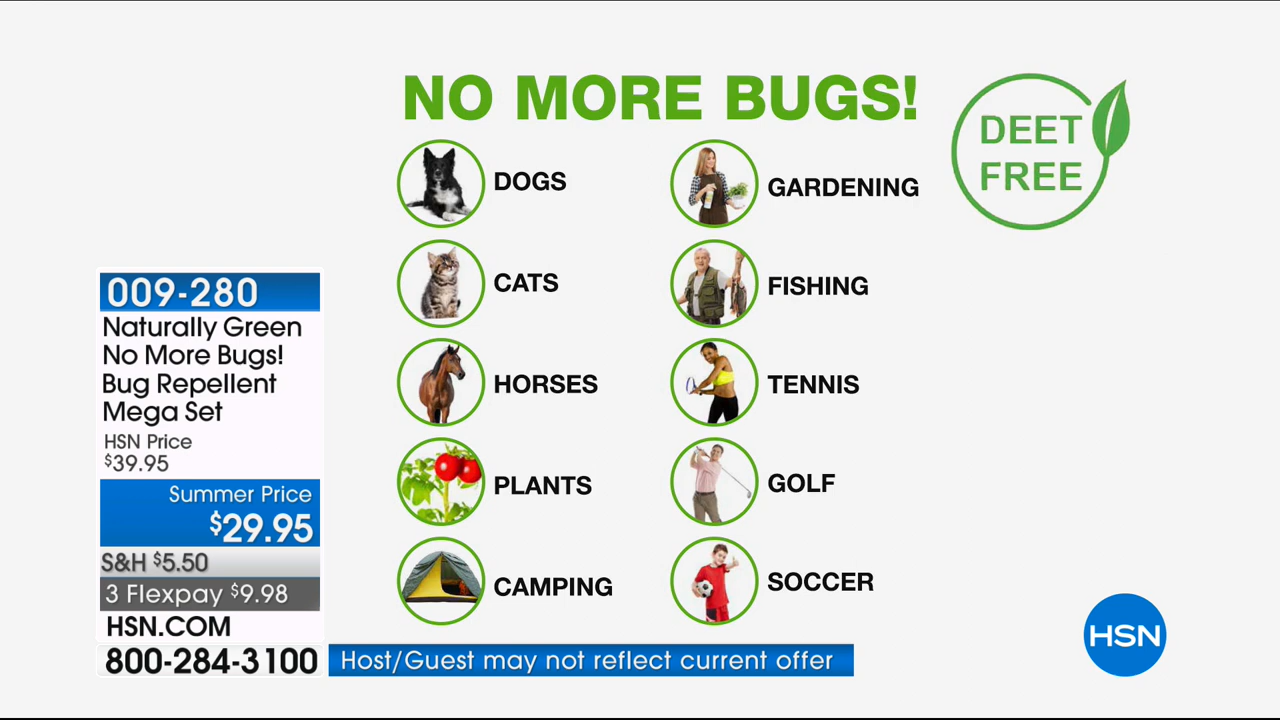 NO MORE BUGS!
DEET
FREE
DOGS
GARDENING
CATS
FISHING
HORSES
TENNIS
PLANTS
GOLF
CAMPING
SOCCER
009-280
Naturally Green
No More Bugs!
Bug Repellent
Mega Set
HSN Price
$39.95
Summer Price
$29.95
S&H $5.50
3 Flexpay $9.98
HSN.COM
800-284-3100
Host/Guest may not reflect current offer
HSN